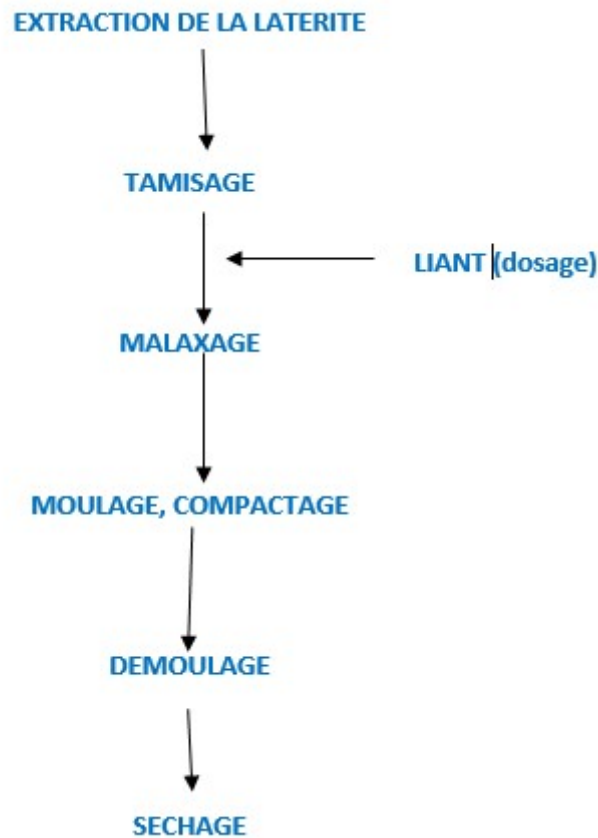 EXTRACTION DE LA LATERITE
TAMISAGE
LIANT (dosage)
MALAXAGE
MOULAGE, COMPACTAGE
DEMOULAGE
SECHAGE